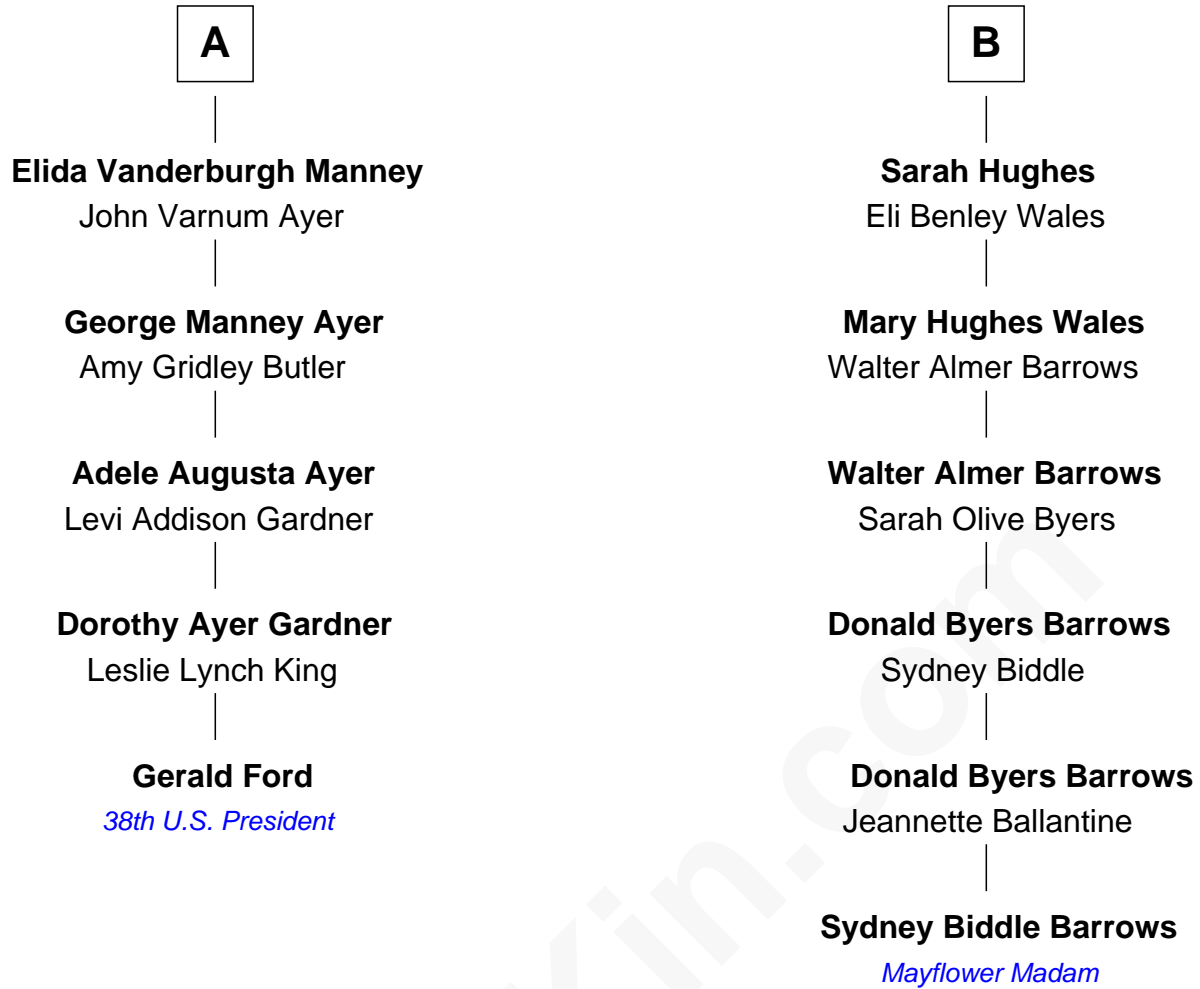 A
Elida Vanderburgh Manney
John Varnum Ayer
George Manney Ayer
Amy Gridley Butler
Adele Augusta Ayer
Levi Addison Gardner
Dorothy Ayer Gardner
Leslie Lynch King
Gerald Ford
38th U.S. President
B
Sarah Hughes
Eli Benley Wales
Mary Hughes Wales
Walter Almer Barrows
Walter Almer Barrows
Sarah Olive Byers
Donald Byers Barrows
Sydney Biddle
Donald Byers Barrows
Jeannette Ballantine
Sydney Biddle Barrows
Mayflower Madam
Kin.com